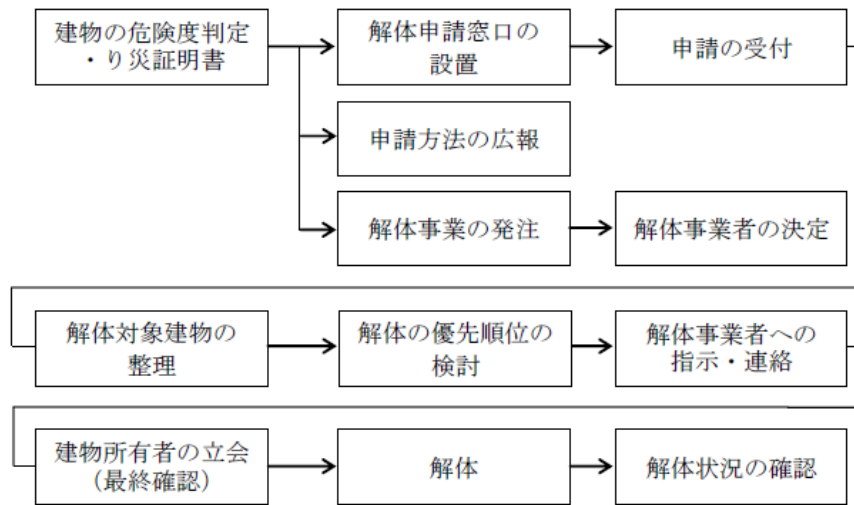 建物の危険度判定
・り災証明書
解体申請窓口の
設置
申請の受付
申請方法の広報
解体事業の発注
解体事業者の決定
解体対象建物の
整理
解体の優先順位の
検討
解体事業者への
指示・連絡
建物所有者の立会
（最終確認）
解体
解体状況の確認